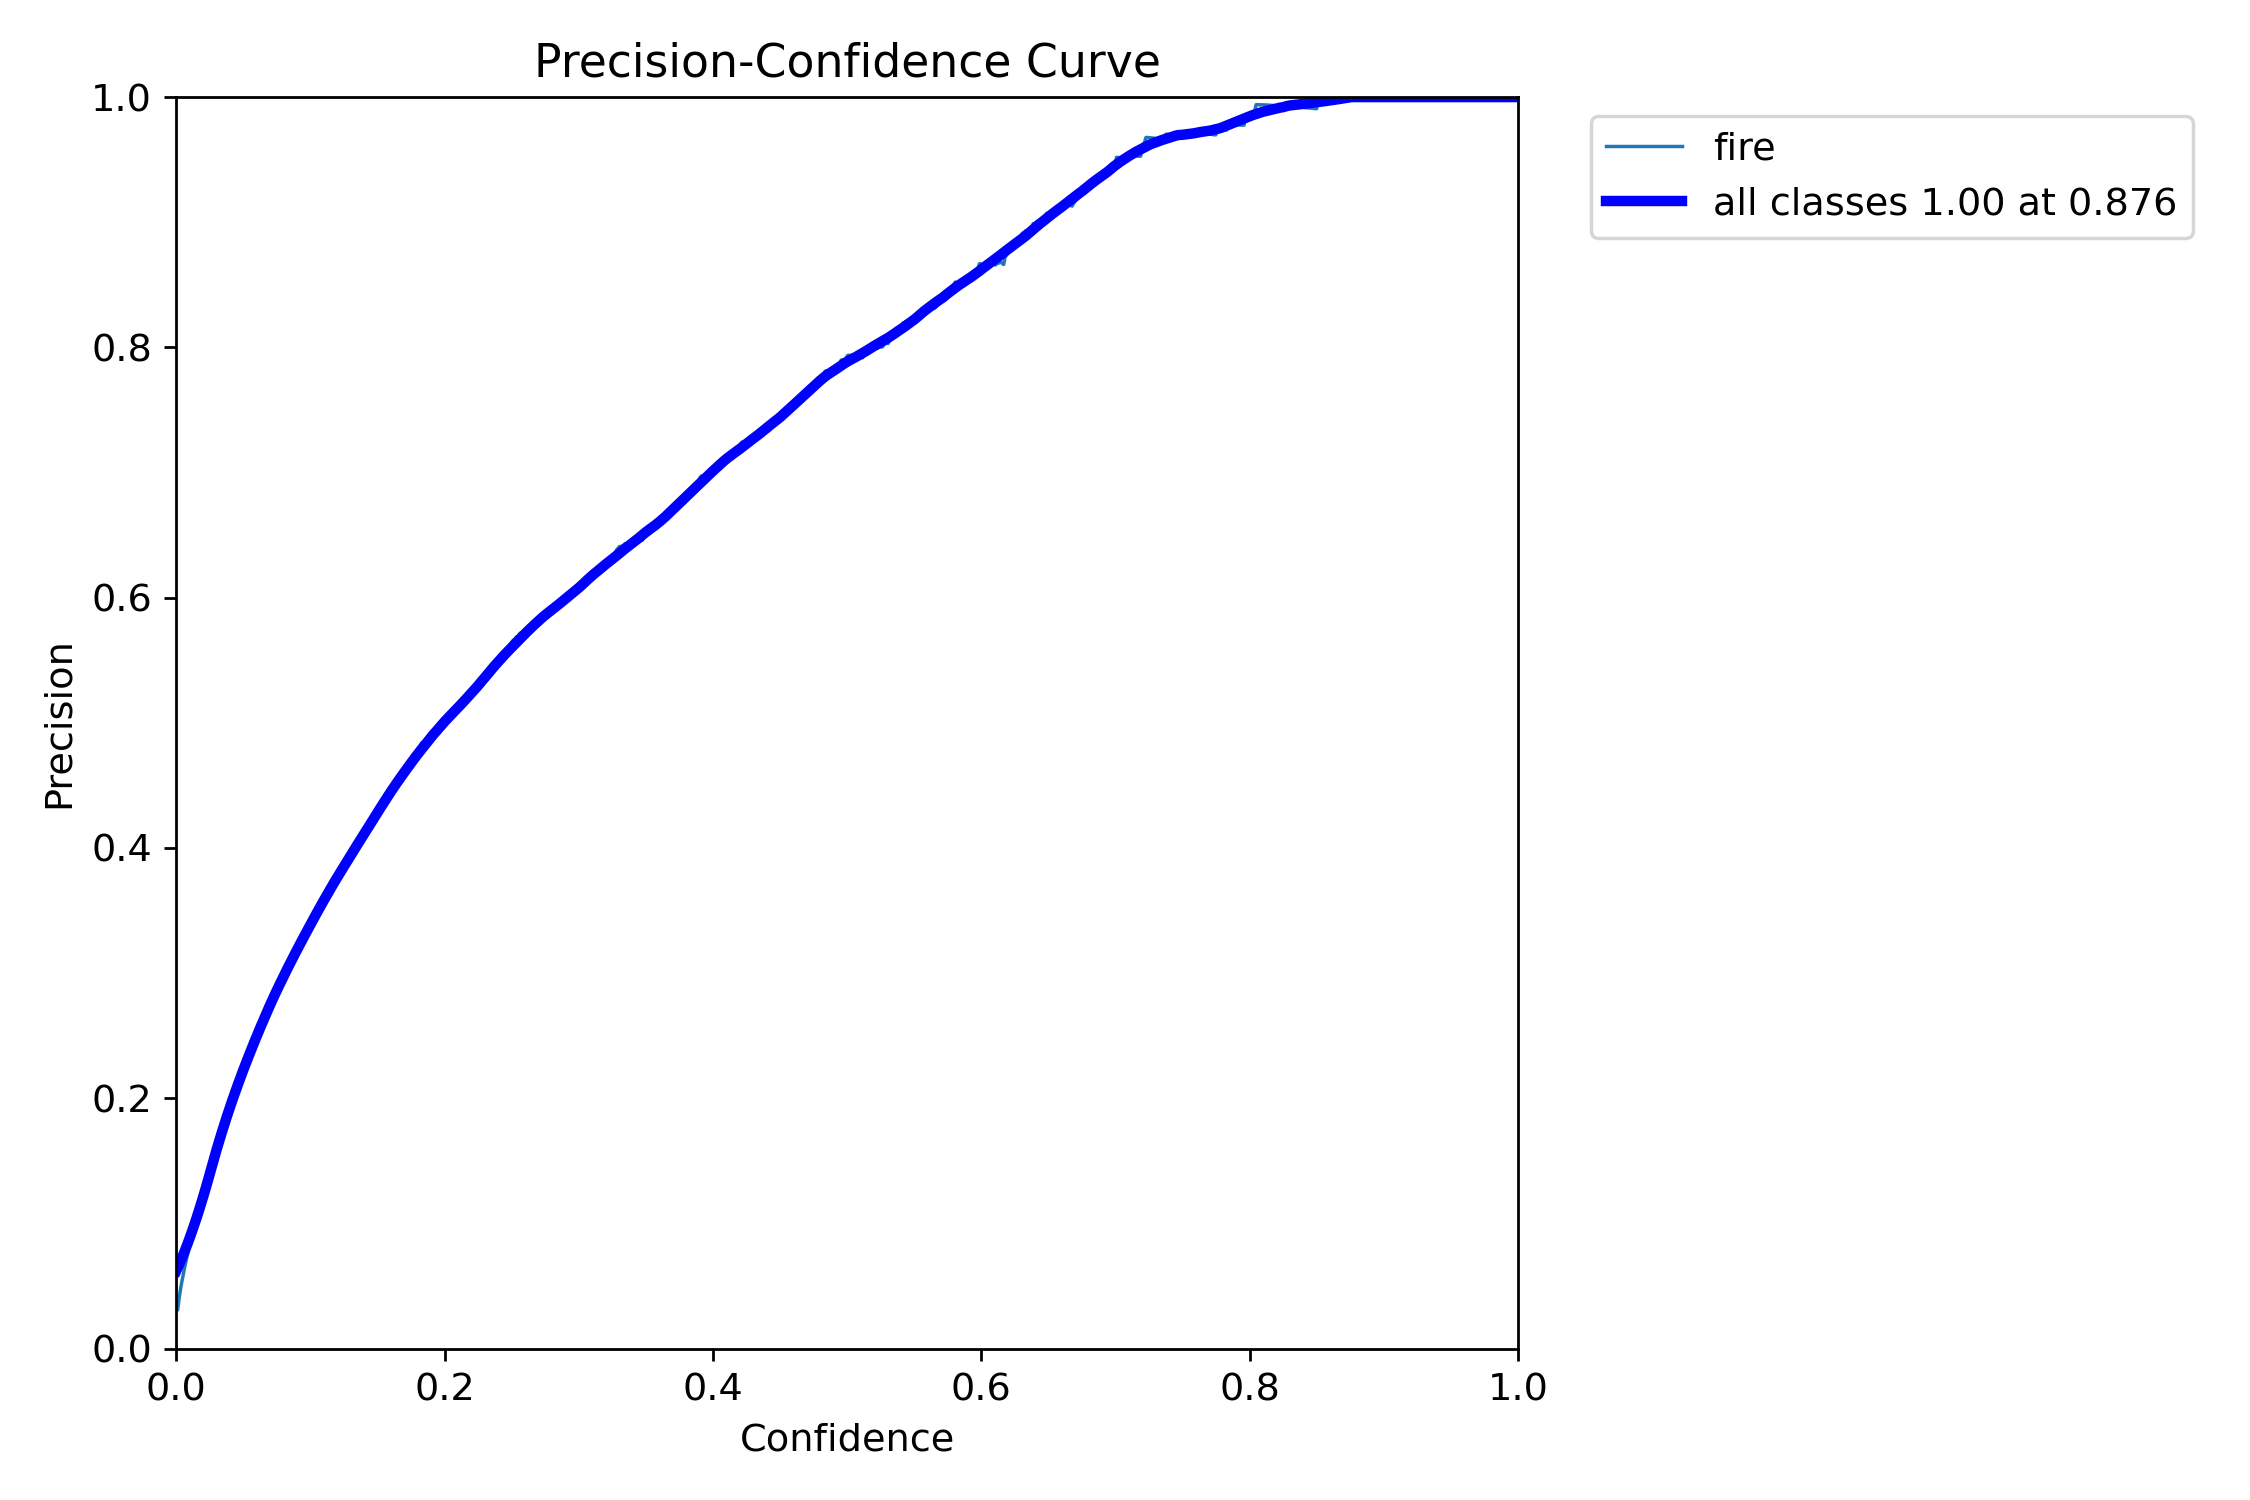 Precision-Confidence Curve
1.0
0.8
0.6
0.4
0.2
0.0
Precision
0.0 0.2 0.4 0.6 0.8 1.0
Confidence
fire
all classes 1.00 at 0.876